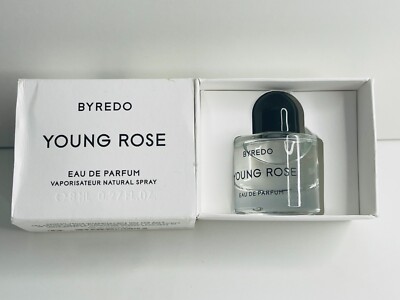 BYREDO
YOUNG ROSE
EAU DE PARFUM
VAPORISATEUR NATURAL SPRAY
BYREDO
YOUNG ROSE
EAU DE PARFUM